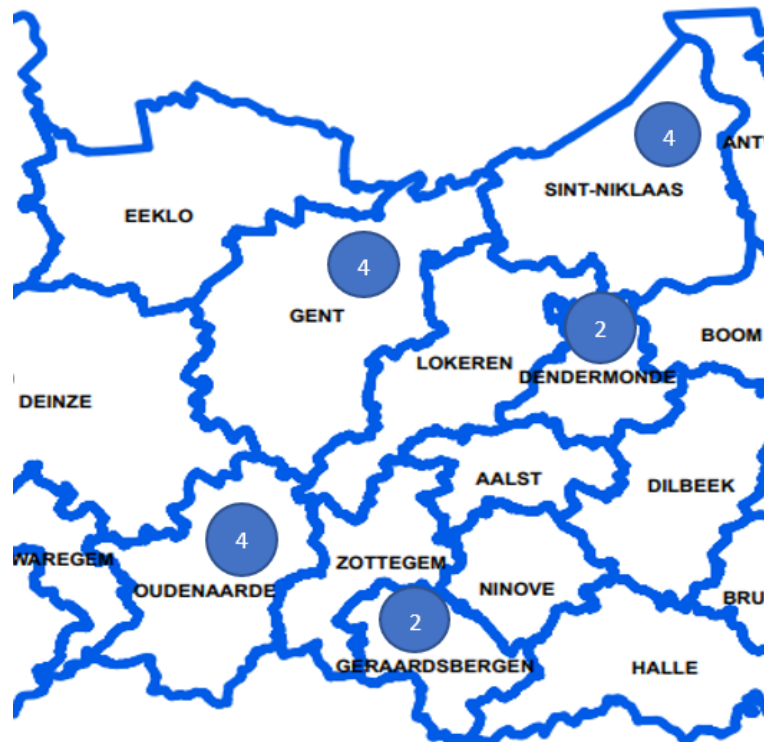 4
ANT
SINT-NIKLAAS
EEKLO
4
GENT
2
BOOM
LOKEREN
DENDERMONDE
DEINZE
AALST
DILBEEK
4
WAREGEM
ZOTTEGEM
OUDENAARDE
NINOVE
BRU
2
GERAARDSBERGEN
HALLE